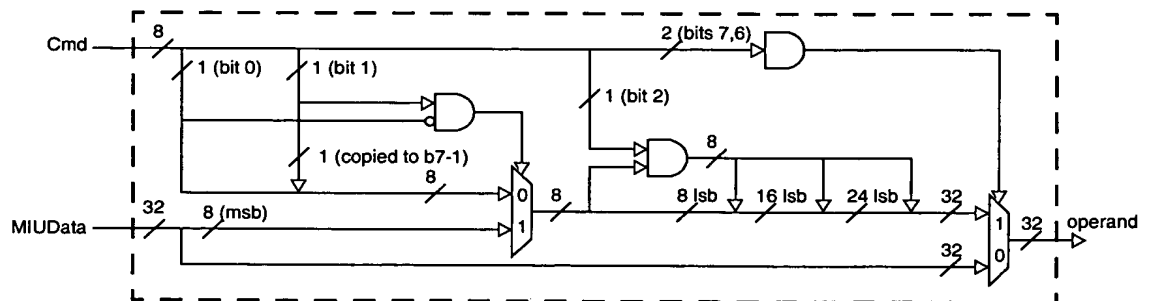 8
2 (bits 7,6)
Cmd
1 (bit 0)
1 (bit 1)
1 (bit 2)
8
1 (copied to b7-1)
8
0
32
8 (msb)
8
8 lsb
16 lsb
24 lsb
32
MIUData
1
1
32
operand
32
0